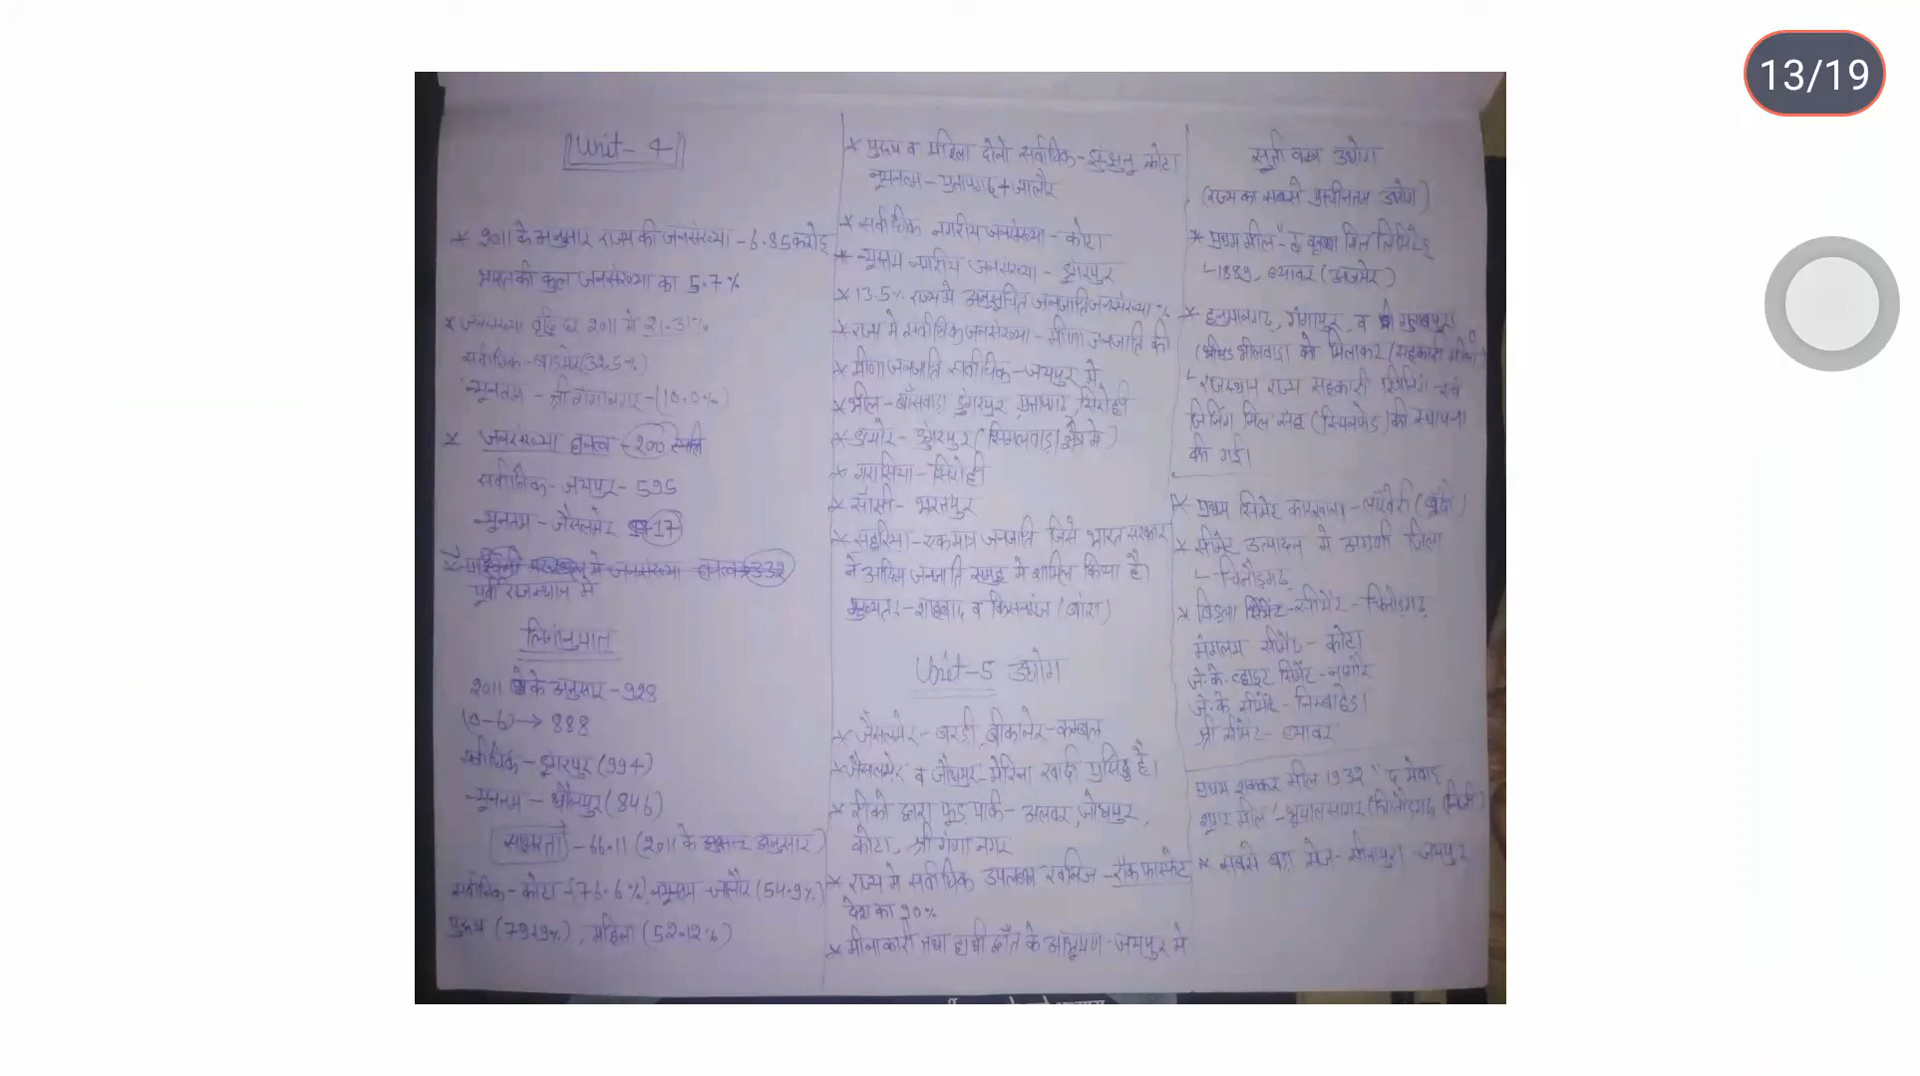 13/19
Unit - 4
* 2011 के अनुसार राज्य की जनसंख्या - 6.85 करोड़
भारत की कुल जनसंख्या का 5.7%
* जनसंख्या वृद्धि दर 2011 में 21.31%
सर्वाधिक - बाड़मेर (32.5%)
न्यूनतम - श्री गंगानगर - (10.0%)
* जनसंख्या घनत्व - 200
सर्वाधिक - जयपुर - 595
न्यूनतम - जैसलमेर 17
में जनसंख्या घनत्व 332
पूर्वी राजस्थान में
लिंगानुपात
2011 के अनुसार - 928
(0-6) → 888
सर्वाधिक - डूंगरपुर (994)
न्यूनतम - धौलपुर (846)
साक्षरता - 66.11 (2011 के अनुसार)
सर्वाधिक - कोटा - (76.6%), न्यूनतम - जालौर (54.9%)
पुरुष (79.19%), महिला (52.12%)
* पुरुष व महिला दोनो सर्वाधिक - झुन्झुनू, कोटा
न्यूनतम - प्रतापगढ़ + जालौर
* सर्वाधिक नगरीय जनसंख्या - कोटा
* न्यूनतम नगरीय जनसंख्या - डूंगरपुर
* 13.5% राज्य में अनुसूचित जनजाति जनसंख्या %
* राज्य में सर्वाधिक जनसंख्या - मीणा जनजाति की
* मीणा जनजाति सर्वाधिक - जयपुर में
* भील - बाँसवाड़ा, डुंगरपुर, प्रतापगढ़, सिरोही
* डामोर - डुंगरपुर (सिमलवाड़ा क्षेत्र में)
* गरासिया - सिरोही
* साँसी - भरतपुर
* सहरिया - एकमात्र जनजाति जिसे भारत सरकार
ने आदिम जनजाति समुह में शामिल किया है।
मुख्यतः - शाहबाद व किशनगंज (बारां)
Unit - 5 उद्योग
* जैसलमेर - बरडी, बीकानेर - कम्बल
* जैसलमेर व जोधपुर - मेरिना खादी प्रसिद्ध है।
* रीको द्वारा फूड पार्क - अलवर, जोधपुर,
कोटा, श्री गंगा नगर
* राज्य में सर्वाधिक उपलब्ध खनिज - रॉक फास्फेट
देश का 90%
* मीनाकारी तथा हाथी दाँत के आभूषण - जयपुर में
सुती वस्त्र उद्योग
(राज्य का सबसे प्राचीनतम उद्योग)
* प्रथम मील - "द कृष्णा मिल लिमिटेड
└ 1889, ब्यावर (अजमेर)
* हनुमानगढ़, गंगापुर, व गुलाबपुरा
(भीलवाड़ा को मिलाकर (सहकारी मीलों)
└ राजस्थान राज्य सहकारी स्पिनिंग एवं
जिनिंग मिल संघ (स्पिनफेड) की स्थापना
की गई।
* प्रथम सिमेंट कारखाना - लाखेरी (बूंदी)
* सीमेंट उत्पादन में अग्रणी जिला
└ चितौड़गढ़
* बिड़ला सीमेंट - चितोड़गढ़
मंगलम सीमेंट - कोटा
जे.के. व्हाइट सिमेंट - नागौर
जे.के. सीमेंट - निम्बाहेड़ा
श्री सीमेंट - ब्यावर
प्रथम शक्कर मील 1932 "द मेवाड़
शुगर मील" - भूपालसागर (चितौड़गढ़
* सबसे बड़ा सेज - सीतापुरा - जयपुर